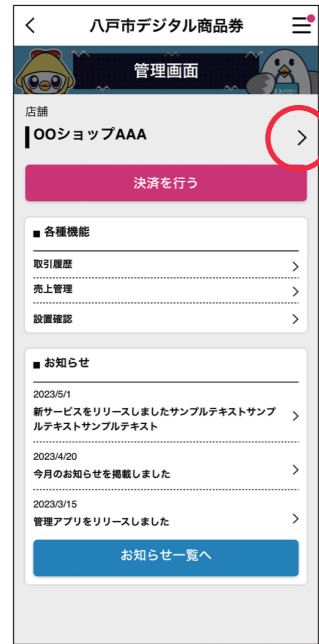 八戸市デジタル商品券
管理画面
店舗
OOショップAAA
決済を行う
■ 各種機能
取引履歴
売上管理
設置確認
■ お知らせ
2023/5/1
新サービスをリリースしましたサンプルテキストサンプ
ルテキストサンプルテキスト
2023/4/20
今月のお知らせを掲載しました
2023/3/15
管理アプリをリリースしました
お知らせ一覧へ